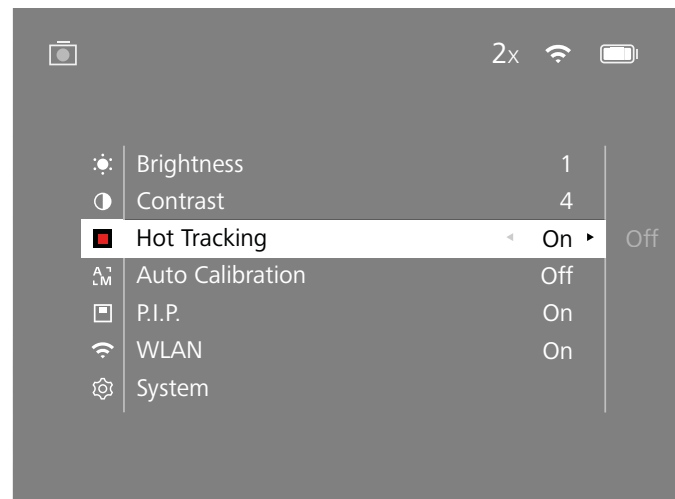 2x
Brightness 1
Contrast 4
Hot Tracking On Off
A M Auto Calibration Off
P.I.P. On
WLAN On
System